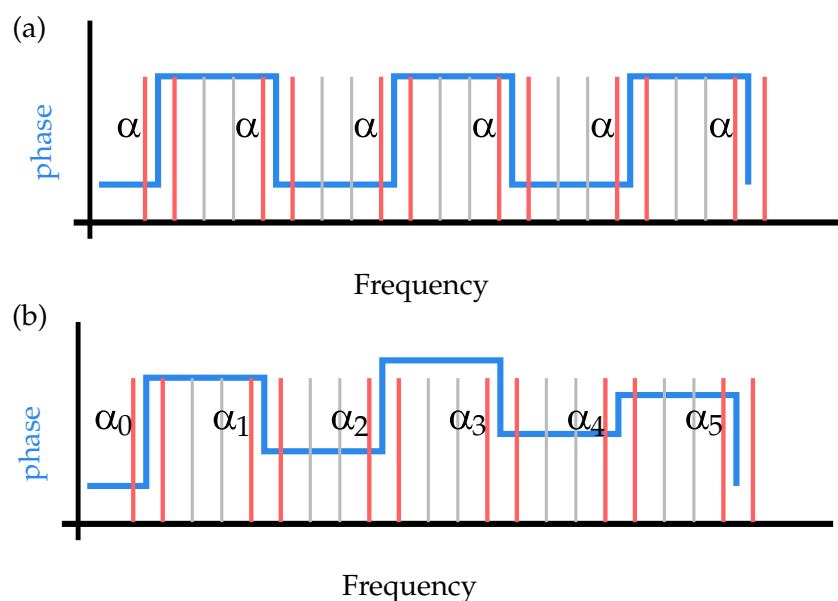 (a)
phase
α α α α α α
Frequency
(b)
phase
α₀ α₁ α₂ α₃ α₄ α₅
Frequency